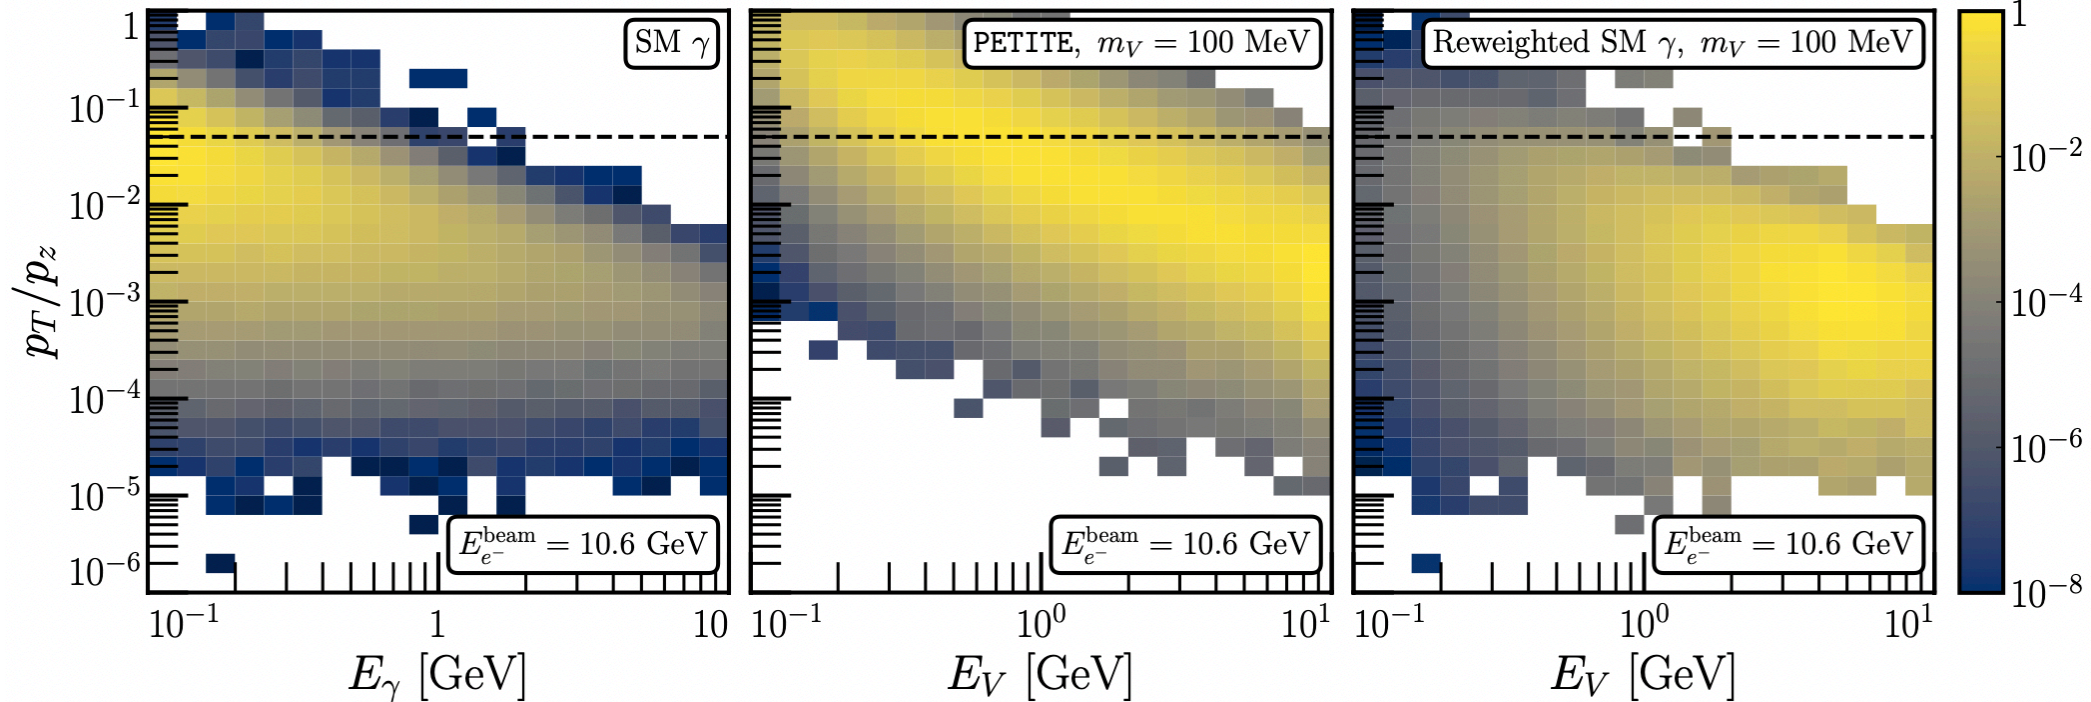 SM γ
PETITE, m_V = 100 MeV
Reweighted SM γ, m_V = 100 MeV
p_T/p_z
1
10^{-1}
10^{-2}
10^{-3}
10^{-4}
10^{-5}
10^{-6}
E_{e^-}^{beam} = 10.6 GeV
E_{e^-}^{beam} = 10.6 GeV
E_{e^-}^{beam} = 10.6 GeV
10^{-1} 1 10
10^{-1} 10^0 10^1
10^{-1} 10^0 10^1
E_γ [GeV]
E_V [GeV]
E_V [GeV]
1
10^{-2}
10^{-4}
10^{-6}
10^{-8}